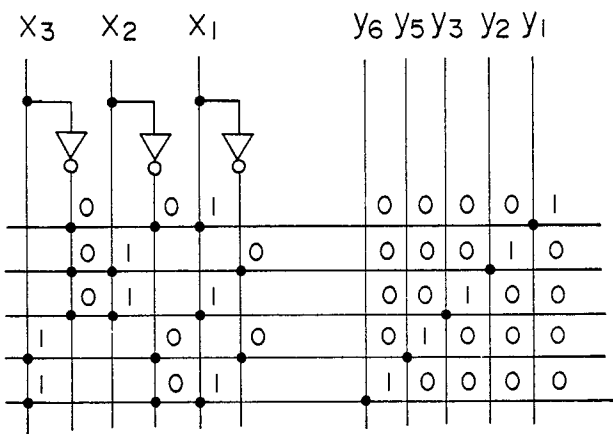 x3 x2 x1 y6 y5 y3 y2 y1
0 0 1 0 0 0 0 1
0 1 0 0 0 0 1 0
0 1 1 0 0 1 0 0
1 0 0 0 1 0 0 0
1 0 1 1 0 0 0 0